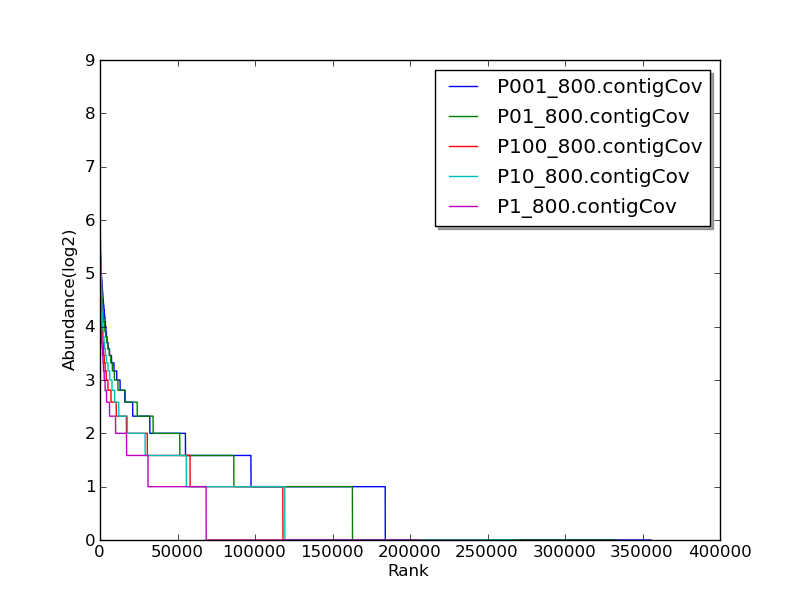 9
8
7
6
5
4
3
2
1
0
Abundance(log2)
P001_800.contigCov
P01_800.contigCov
P100_800.contigCov
P10_800.contigCov
P1_800.contigCov
0 50000 100000 150000 200000 250000 300000 350000 400000
Rank